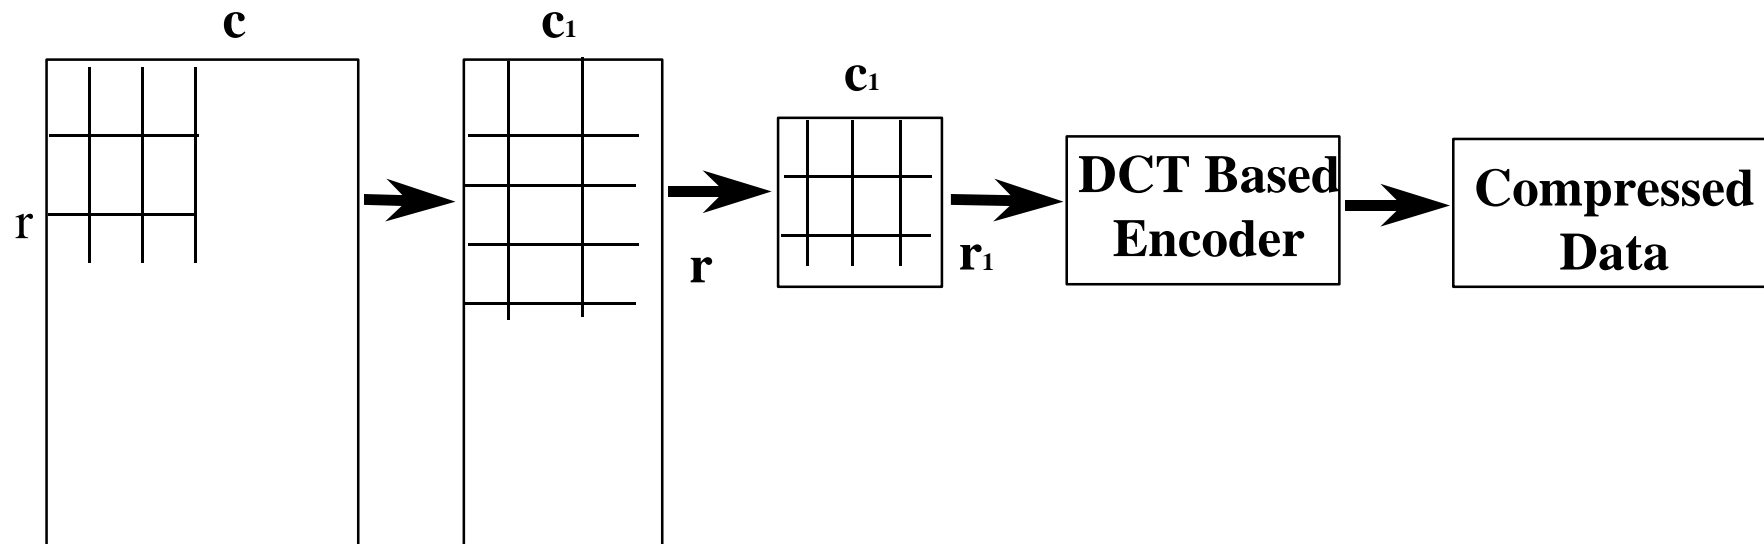 c
r
c₁
r
c₁
r₁
DCT Based
Encoder
Compressed
Data